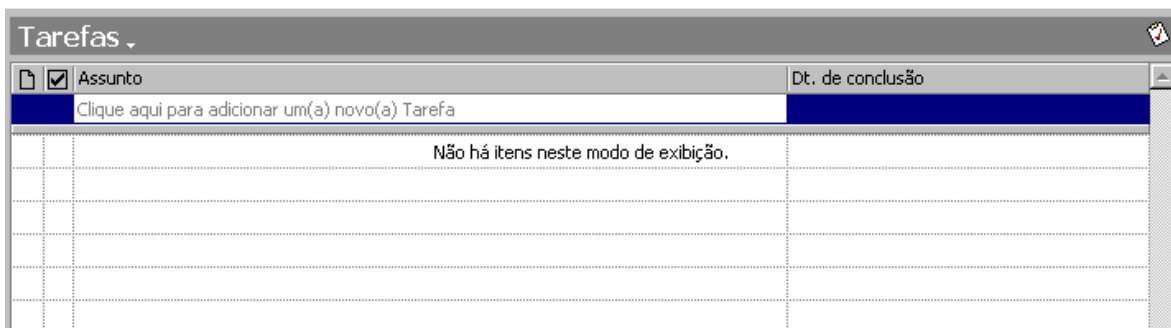 Tarefas
Assunto Dt. de conclusão
Clique aqui para adicionar um(a) novo(a) Tarefa
Não há itens neste modo de exibição.